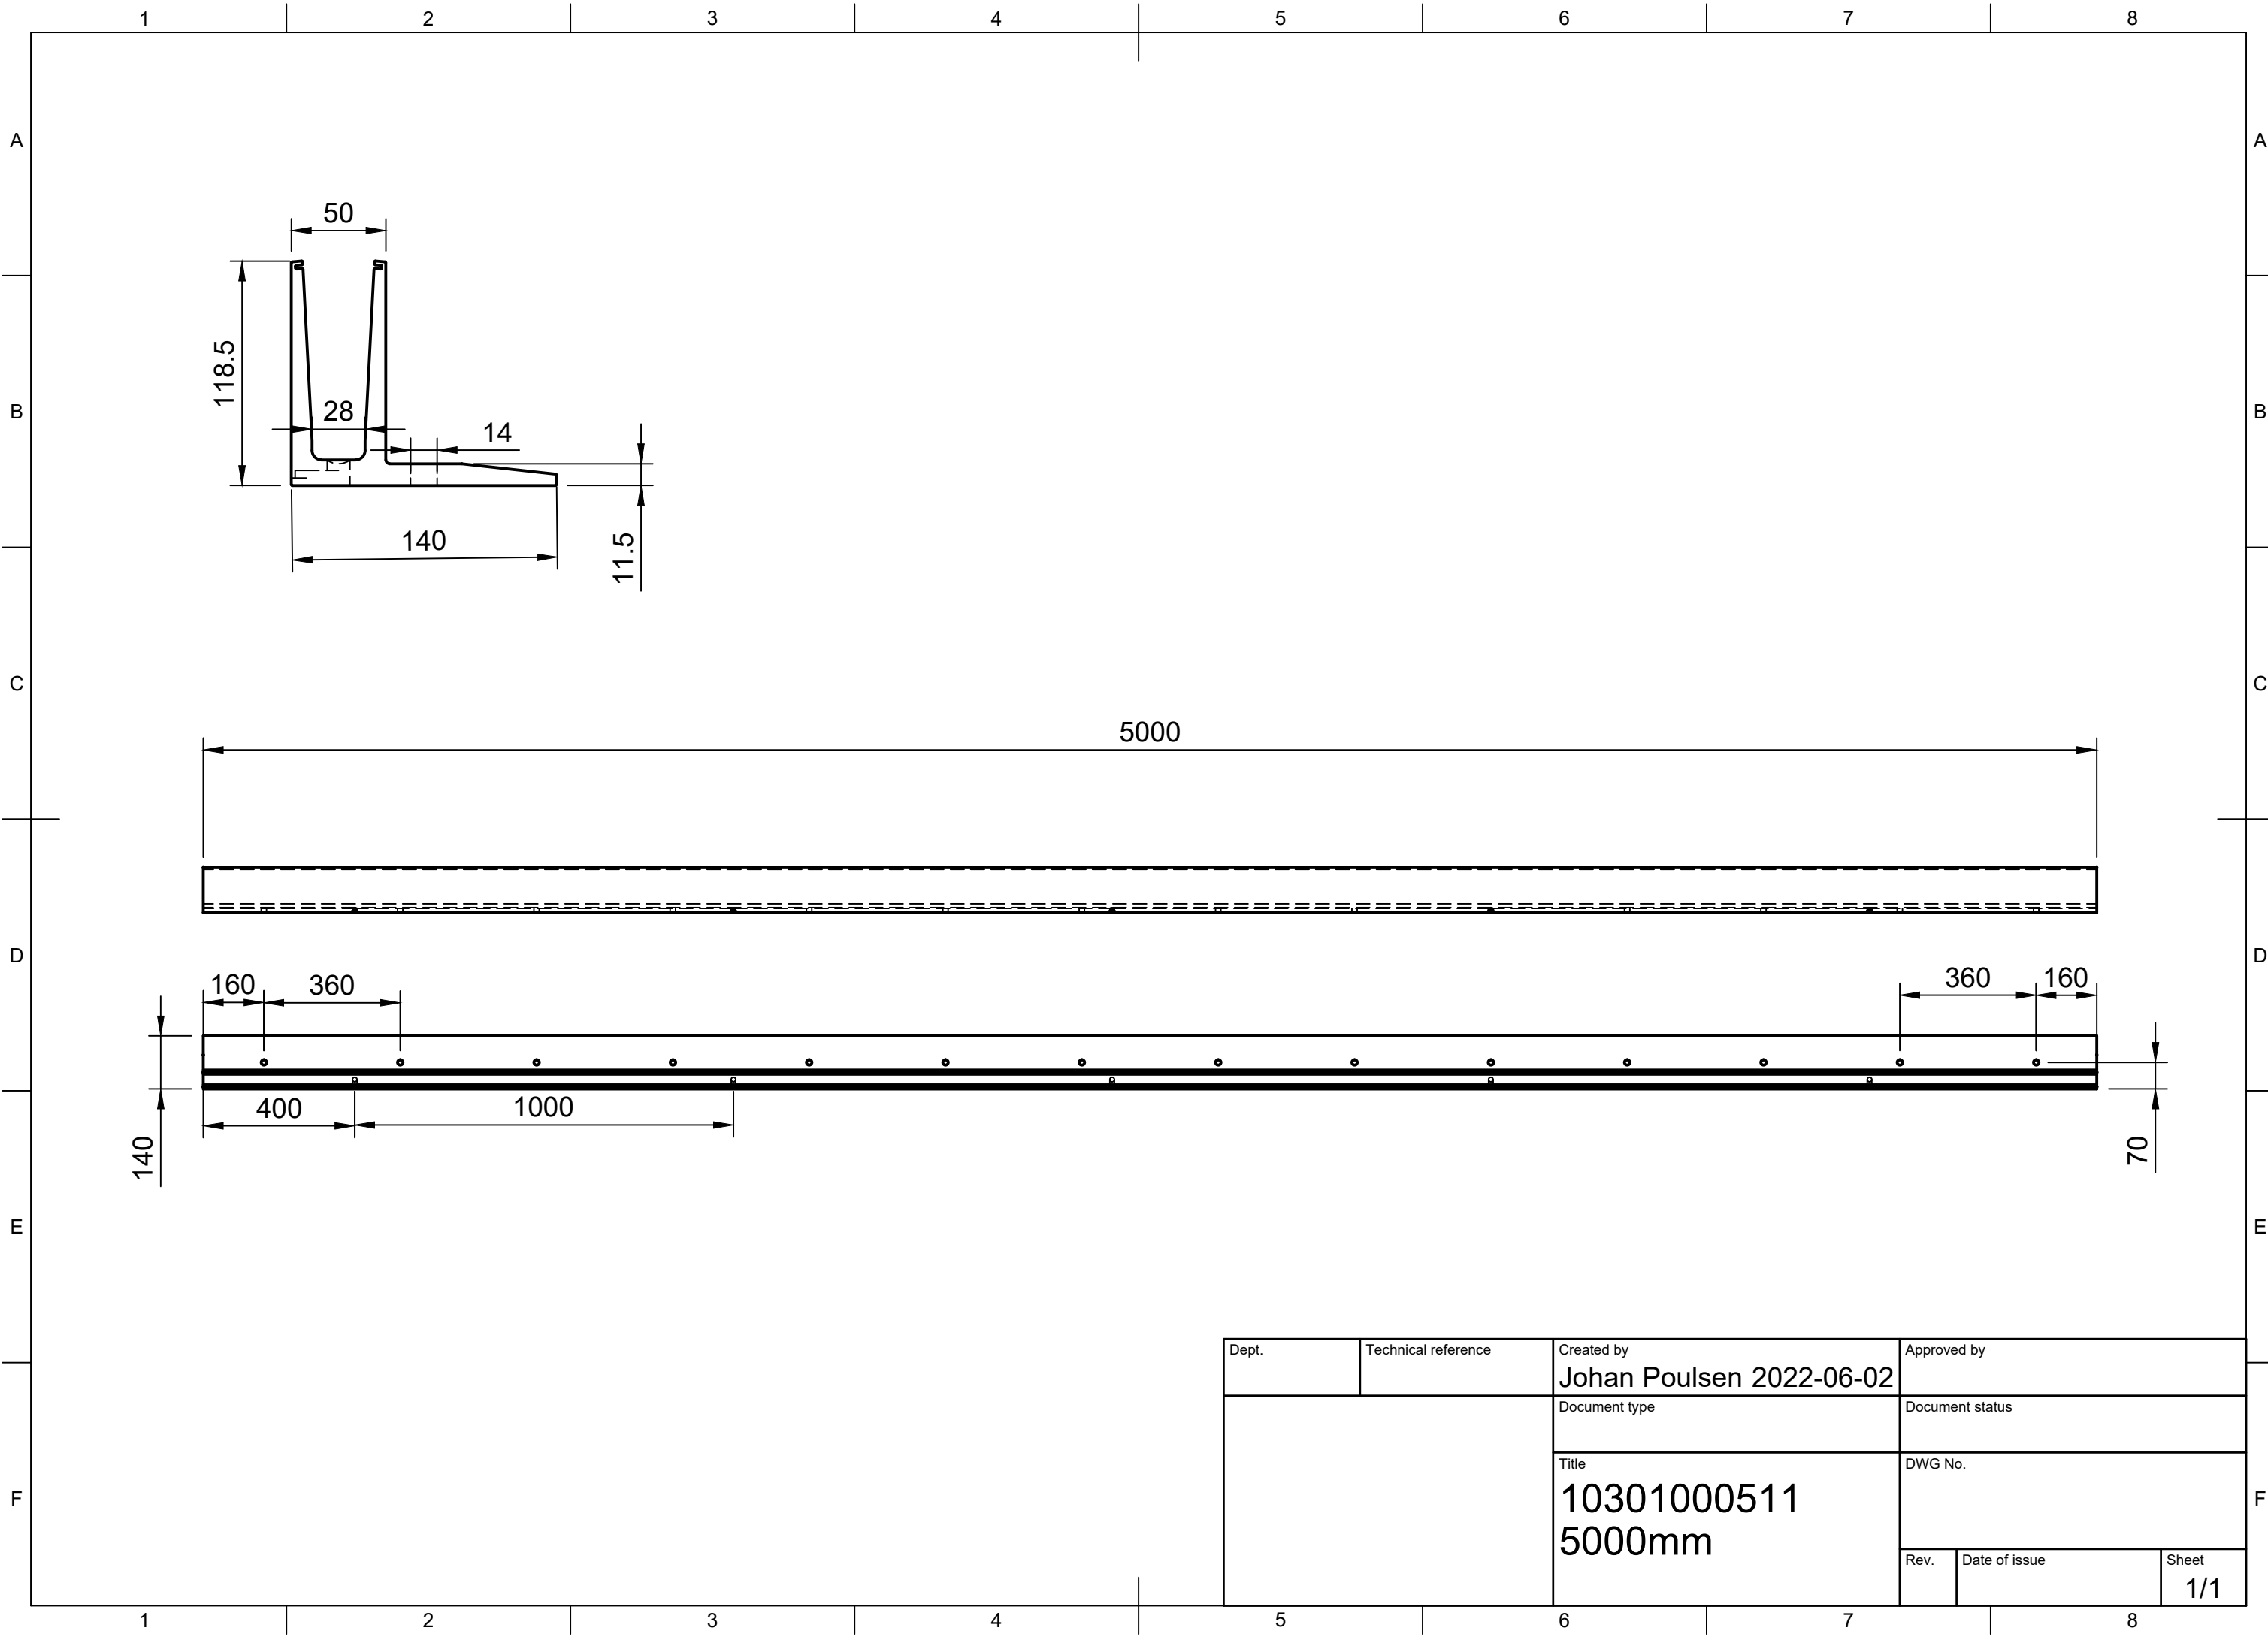 1 2 3 4 5 6 7 8
A A
50
118.5
B B
28
14
140
11.5
C C
5000
D D
160 360 360 160
400 1000
140
70
E E
Dept. Technical reference Created by Approved by
Johan Poulsen 2022-06-02
Document type Document status
Title DWG No.
10301000511
F F
5000mm
Rev. Date of issue Sheet
1/1
1 2 3 4 5 6 7 8